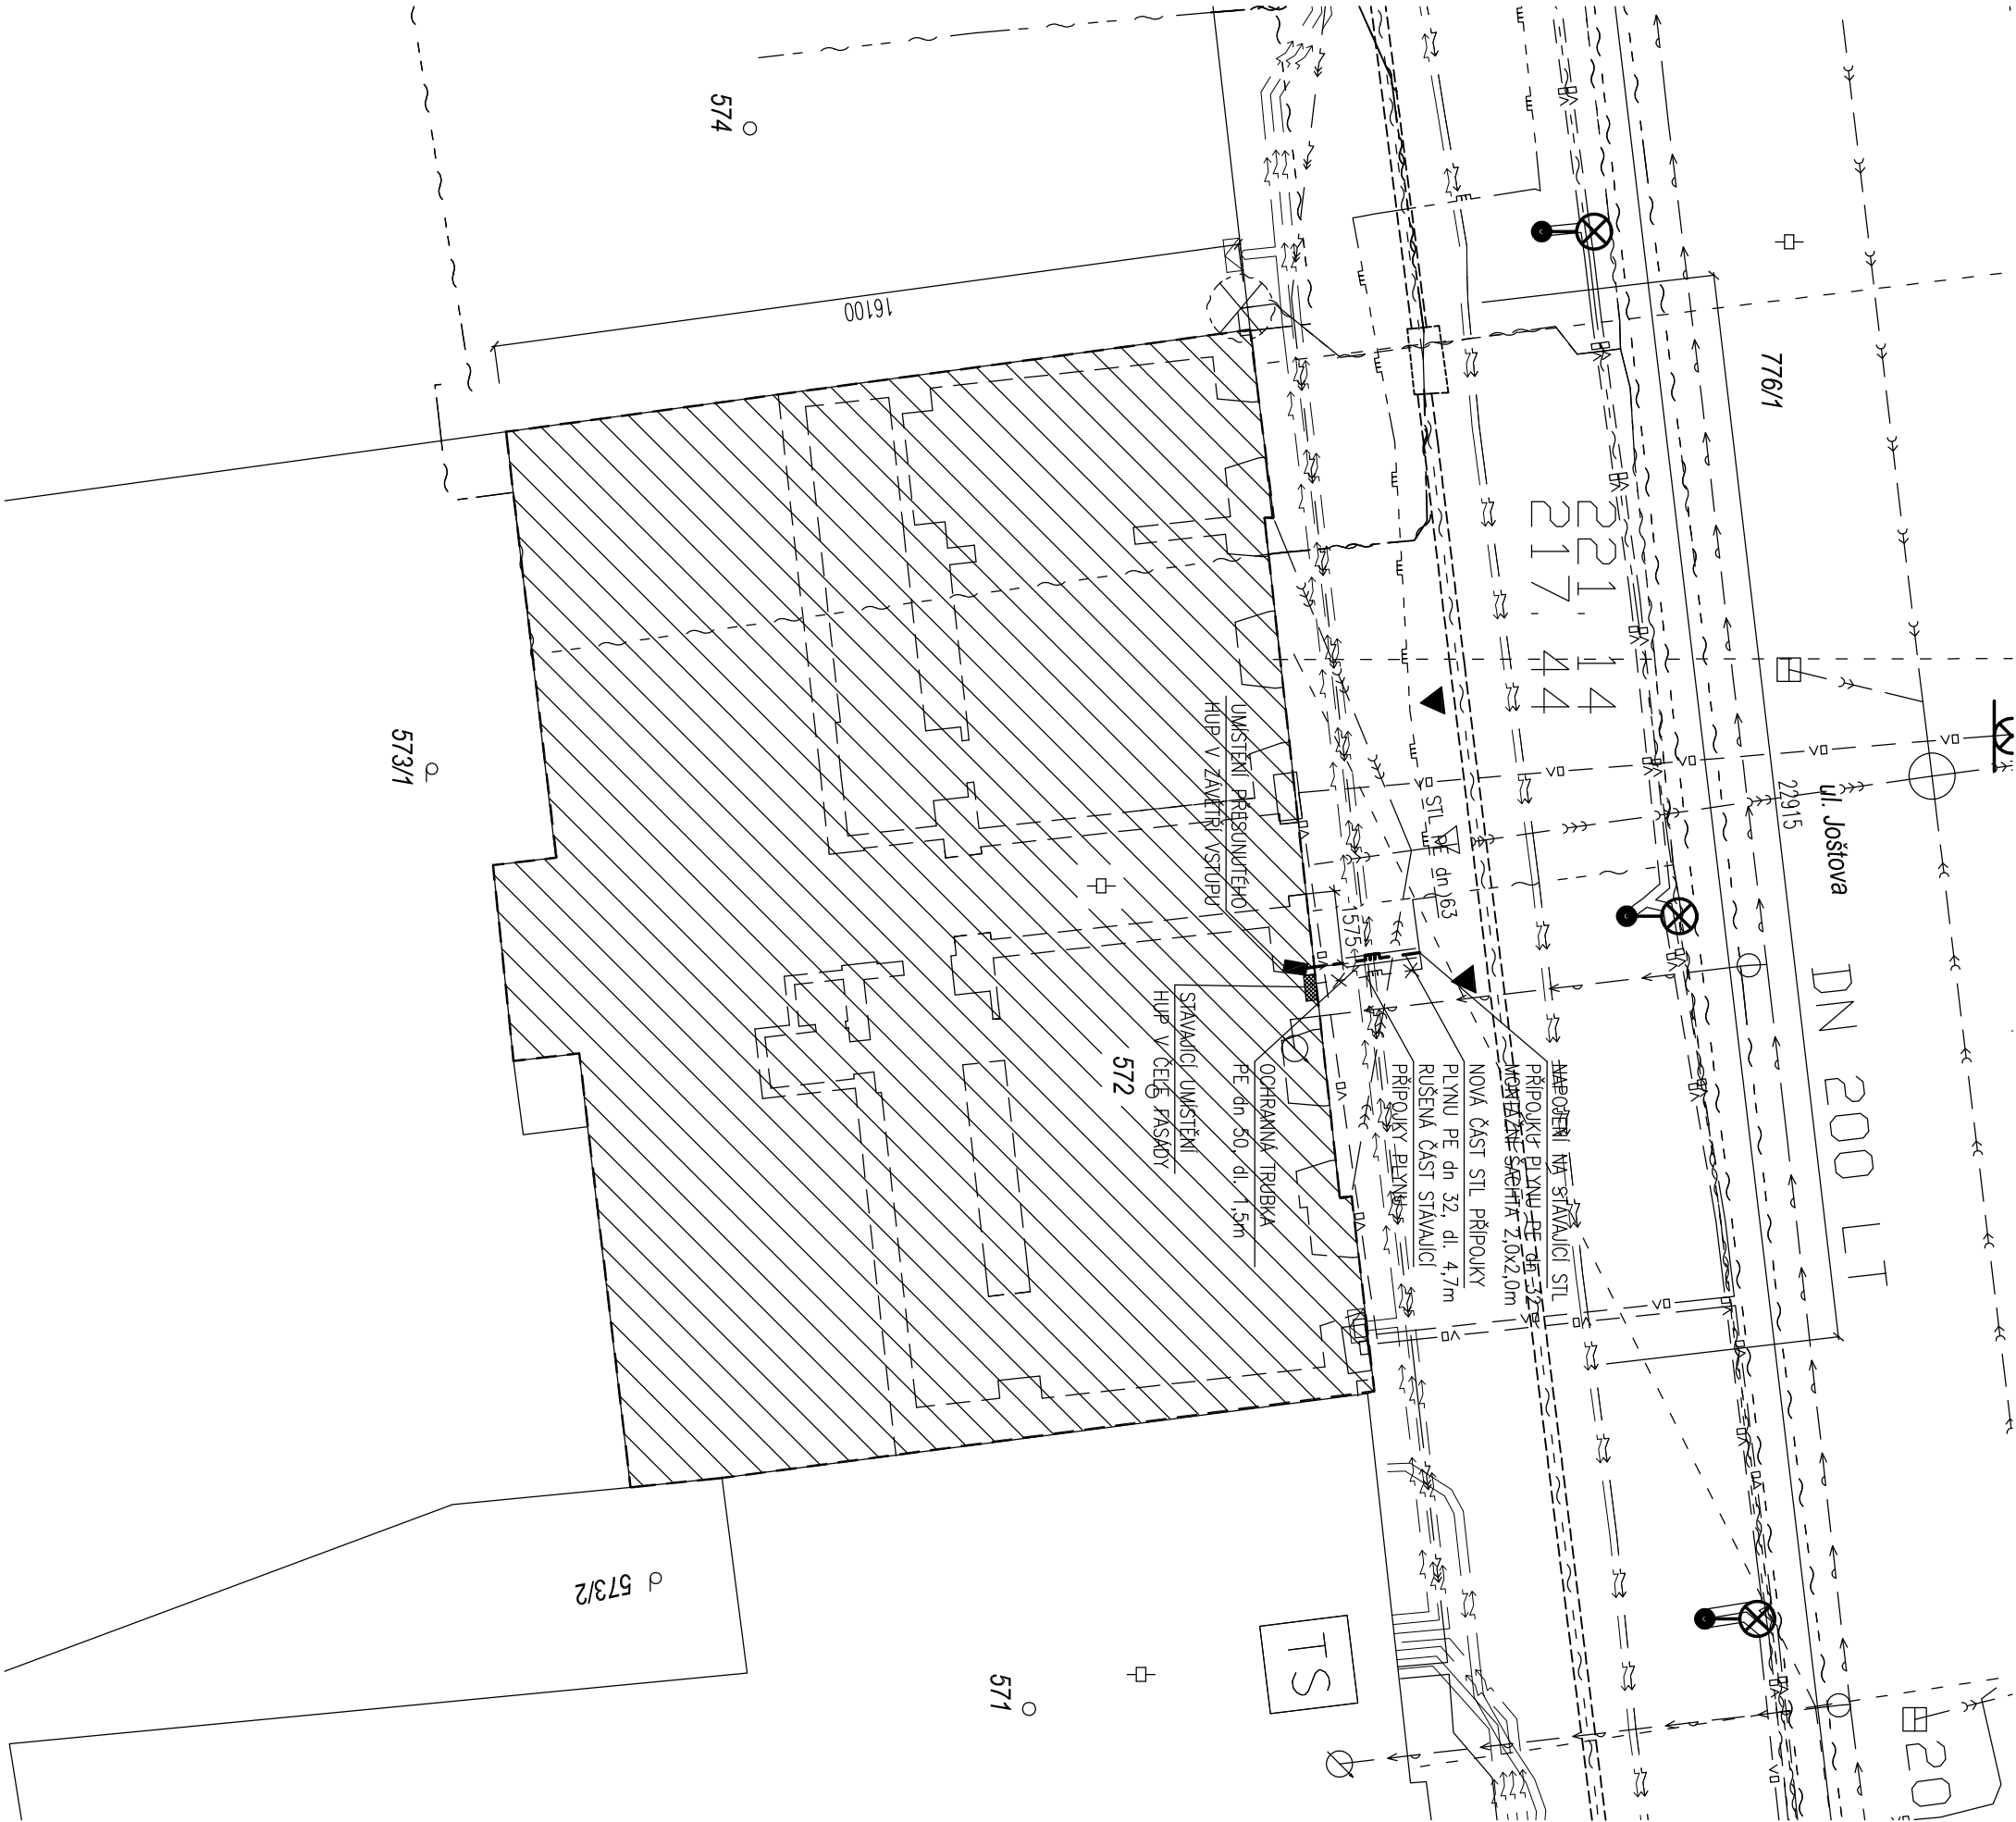 574
16100
776/1
221,14
217,44
ul. Joštova
22915
DN 200 LT
STL PE dn 63
1575
UMÍSTĚNÍ PŘESUNUTÉHO
HUP V ZÁVĚTŘÍ VSTUPU
573/1
STÁVAJÍCÍ UMÍSTĚNÍ
HUP V ČELE FASÁDY
572
OCHRANNÁ TRUBKA
PE dn 50, dl. 1,5m
NAPOJENÍ NA STÁVAJÍCÍ STL
PŘÍPOJKU PLYNU PE dn 32
MONTÁŽNÍ ŠACHTA 2,0x2,0m
NOVÁ ČÁST STL PŘÍPOJKY
PLYNU PE dn 32, dl. 4,7m
RUŠENÁ ČÁST STÁVAJÍCÍ
PŘÍPOJKY PLYNU
573/2
571
TS
20